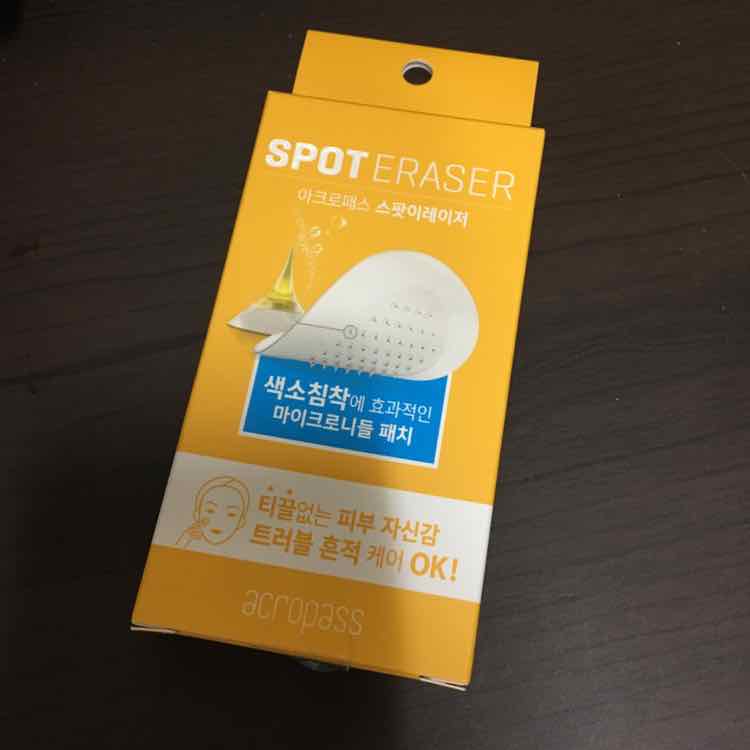 SPOT ERASER
아크로패스 스팟이레이저
색소침착에 효과적인
마이크로니들 패치
티끌없는 피부 자신감
트러블 흔적 케어 OK!
acropass